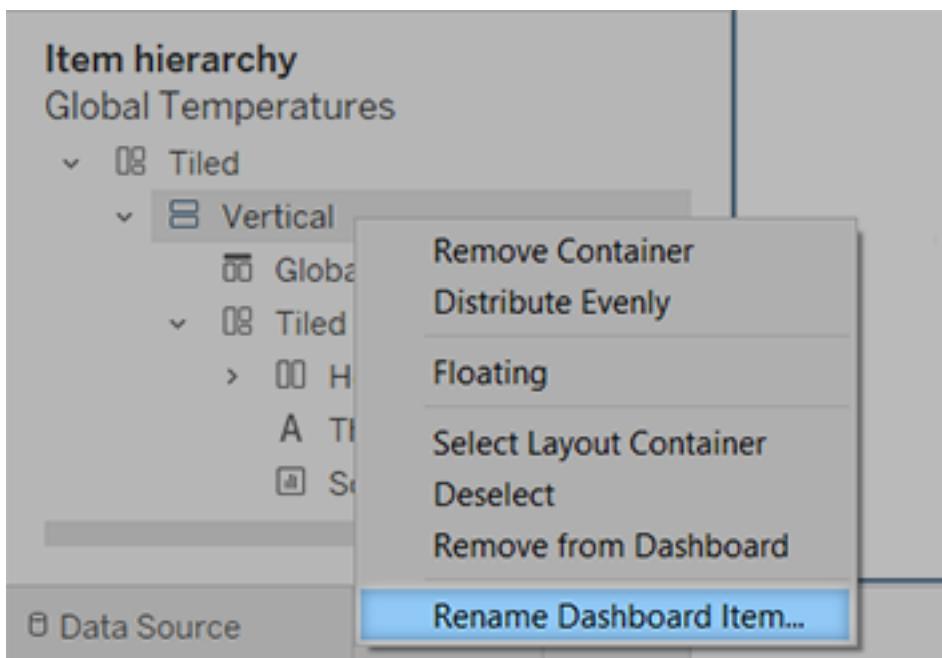 Item hierarchy
Global Temperatures
Tiled
Vertical
Tiled
A
Remove Container
Distribute Evenly
Floating
Select Layout Container
Deselect
Remove from Dashboard
Rename Dashboard Item...
Data Source